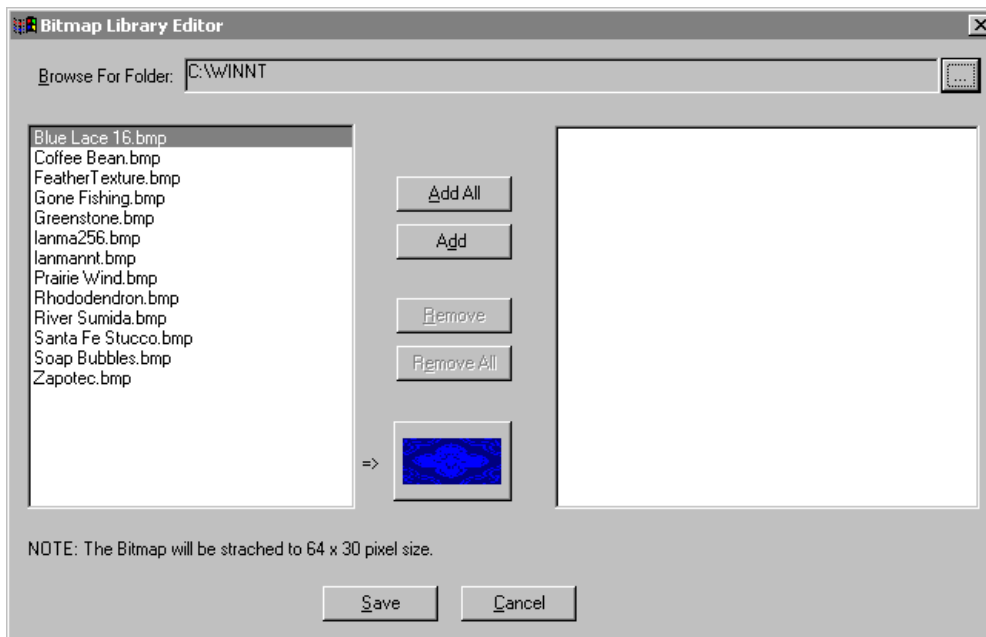 Bitmap Library Editor
Browse For Folder: C:\WINNT
...
Blue Lace 16.bmp
Coffee Bean.bmp
FeatherTexture.bmp
Gone Fishing.bmp
Greenstone.bmp
lanma256.bmp
lanmannt.bmp
Prairie Wind.bmp
Rhododendron.bmp
River Sumida.bmp
Santa Fe Stucco.bmp
Soap Bubbles.bmp
Zapotec.bmp
Add All
Add
Remove
Remove All
=>
NOTE: The Bitmap will be strached to 64 x 30 pixel size.
Save
Cancel